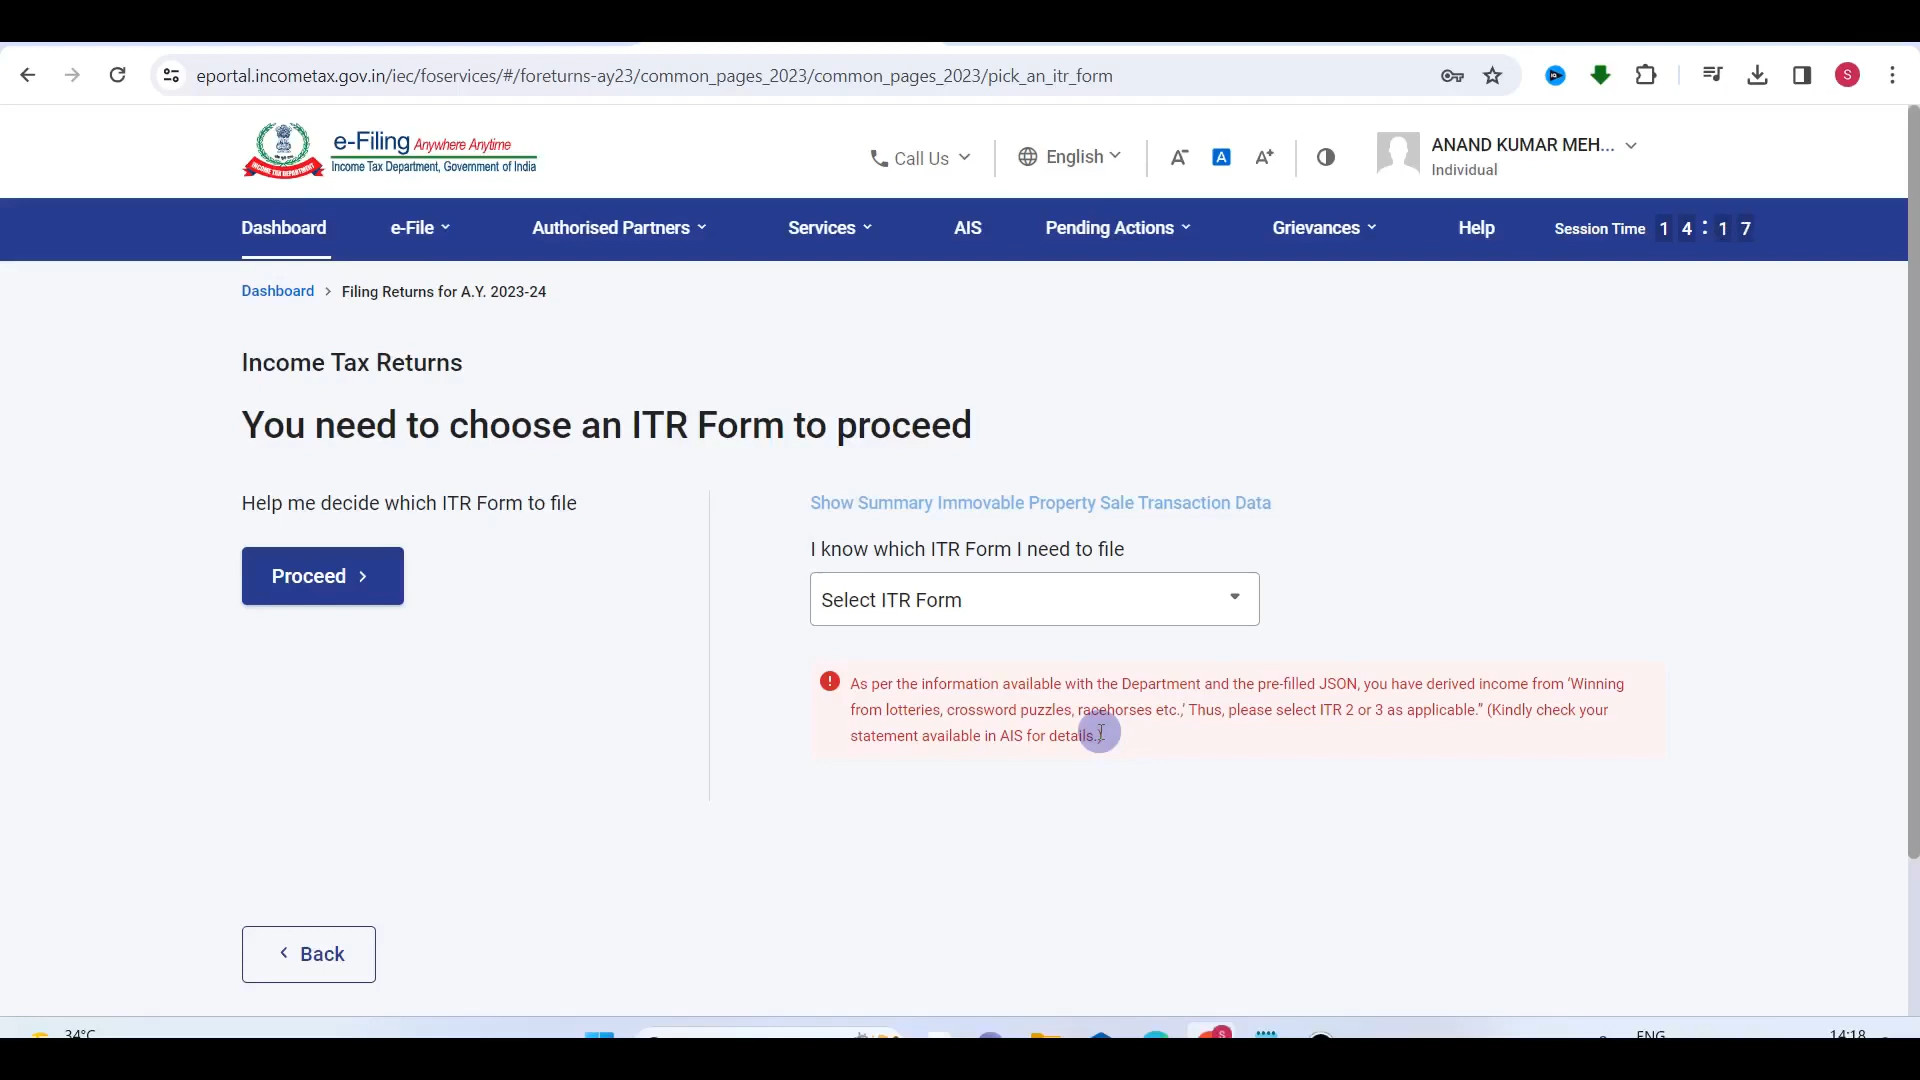 eportal.incometax.gov.in/iec/foservices/#/foreturns-ay23/common_pages_2023/common_pages_2023/pick_an_itr_form
S
e-Filing Anywhere Anytime
Income Tax Department, Government of India
INCOME TAX DEPARTMENT
Call Us
English
A-
A
A+
ANAND KUMAR MEH...
Individual
Dashboard
e-File
Authorised Partners
Services
AIS
Pending Actions
Grievances
Help
Session Time 1 4 : 1 7
Dashboard > Filing Returns for A.Y. 2023-24
Income Tax Returns
You need to choose an ITR Form to proceed
Help me decide which ITR Form to file
Proceed >
Show Summary Immovable Property Sale Transaction Data
I know which ITR Form I need to file
Select ITR Form
As per the information available with the Department and the pre-filled JSON, you have derived income from ‘Winning
from lotteries, crossword puzzles, racehorses etc.,’ Thus, please select ITR 2 or 3 as applicable.” (Kindly check your
statement available in AIS for details.)
< Back
34°C
S
ENG
14:18